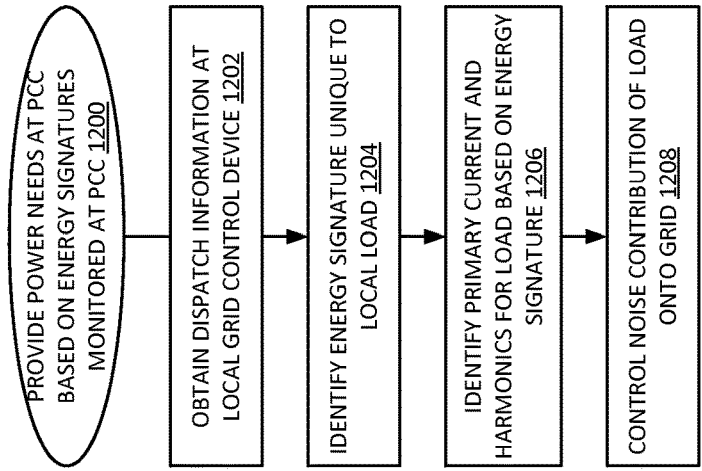 PROVIDE POWER NEEDS AT PCC
BASED ON ENERGY SIGNATURES
MONITORED AT PCC 1200
OBTAIN DISPATCH INFORMATION AT
LOCAL GRID CONTROL DEVICE 1202
IDENTIFY ENERGY SIGNATURE UNIQUE TO
LOCAL LOAD 1204
IDENTIFY PRIMARY CURRENT AND
HARMONICS FOR LOAD BASED ON ENERGY
SIGNATURE 1206
CONTROL NOISE CONTRIBUTION OF LOAD
ONTO GRID 1208